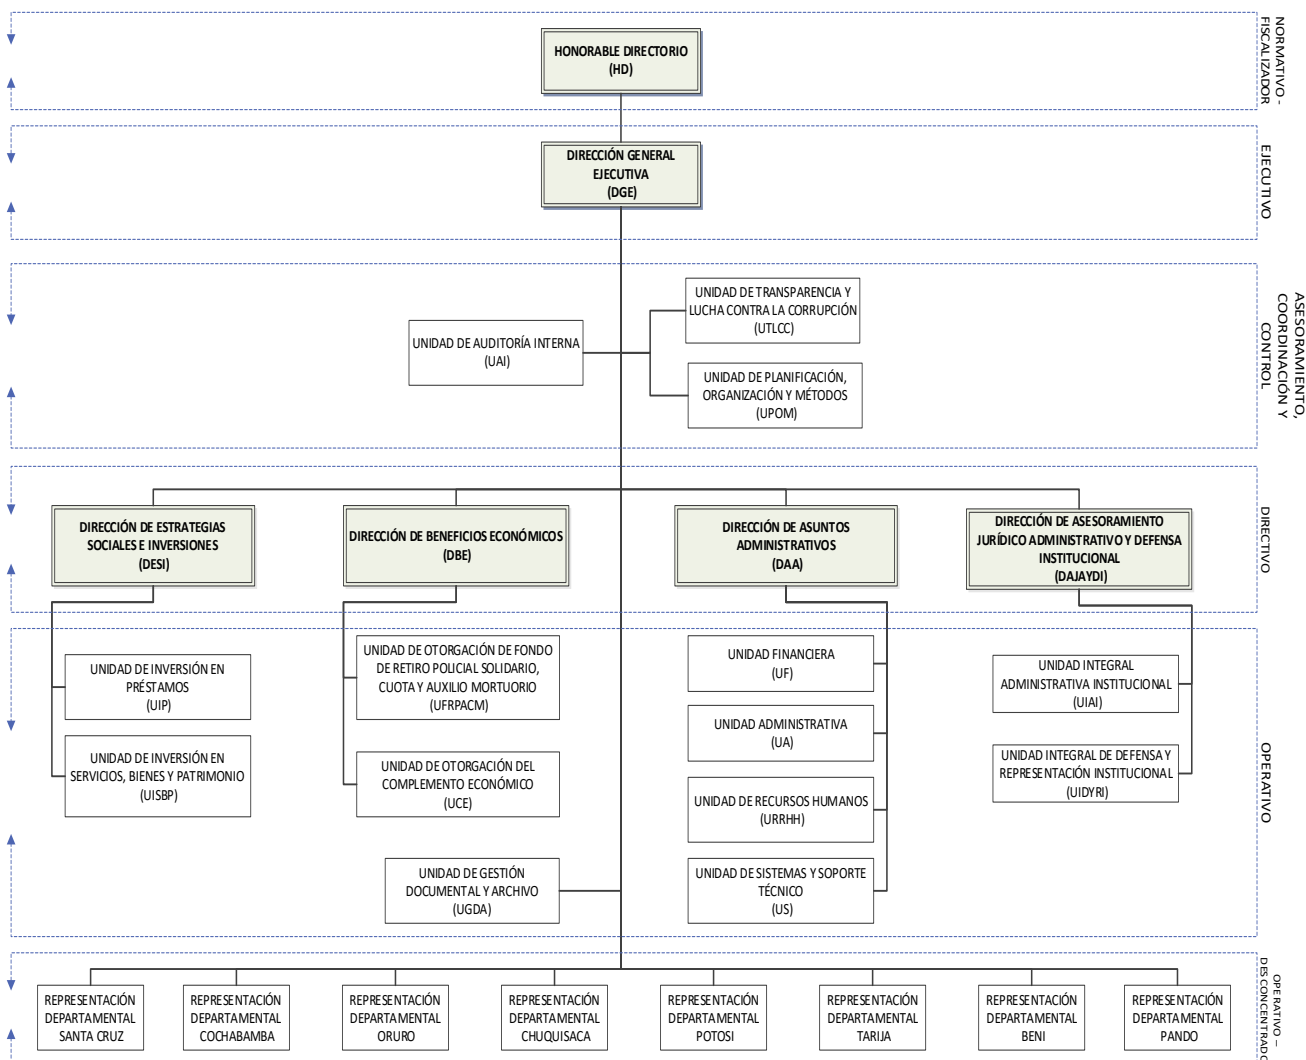 NORMATIVO -
FISCALIZADOR
HONORABLE DIRECTORIO
(HD)
EJECUTIVO
DIRECCIÓN GENERAL
EJECUTIVA
(DGE)
ASESORAMIENTO,
COORDINACIÓN Y
CONTROL
UNIDAD DE AUDITORÍA INTERNA
(UAI)
UNIDAD DE TRANSPARENCIA Y
LUCHA CONTRA LA CORRUPCIÓN
(UTLCC)
UNIDAD DE PLANIFICACIÓN,
ORGANIZACIÓN Y MÉTODOS
(UPOM)
DIRECTIVO
DIRECCIÓN DE ESTRATEGIAS
SOCIALES E INVERSIONES
(DESI)
DIRECCIÓN DE BENEFICIOS ECONÓMICOS
(DBE)
DIRECCIÓN DE ASUNTOS
ADMINISTRATIVOS
(DAA)
DIRECCIÓN DE ASESORAMIENTO
JURÍDICO ADMINISTRATIVO Y DEFENSA
INSTITUCIONAL
(DAJAYDI)
OPERATIVO
UNIDAD DE INVERSIÓN EN
PRÉSTAMOS
(UIP)
UNIDAD DE INVERSIÓN EN
SERVICIOS, BIENES Y PATRIMONIO
(UISBP)
UNIDAD DE OTORGACIÓN DE FONDO
DE RETIRO POLICIAL SOLIDARIO,
CUOTA Y AUXILIO MORTUORIO
(UFRPACM)
UNIDAD DE OTORGACIÓN DEL
COMPLEMENTO ECONÓMICO
(UCE)
UNIDAD DE GESTIÓN
DOCUMENTAL Y ARCHIVO
(UGDA)
UNIDAD FINANCIERA
(UF)
UNIDAD ADMINISTRATIVA
(UA)
UNIDAD DE RECURSOS HUMANOS
(URRHH)
UNIDAD DE SISTEMAS Y SOPORTE
TÉCNICO
(US)
UNIDAD INTEGRAL
ADMINISTRATIVA INSTITUCIONAL
(UIAI)
UNIDAD INTEGRAL DE DEFENSA Y
REPRESENTACIÓN INSTITUCIONAL
(UIDYRI)
OPERATIVO –
DESCONCENTRADO
REPRESENTACIÓN
DEPARTAMENTAL
SANTA CRUZ
REPRESENTACIÓN
DEPARTAMENTAL
COCHABAMBA
REPRESENTACIÓN
DEPARTAMENTAL
ORURO
REPRESENTACIÓN
DEPARTAMENTAL
CHUQUISACA
REPRESENTACIÓN
DEPARTAMENTAL
POTOSI
REPRESENTACIÓN
DEPARTAMENTAL
TARIJA
REPRESENTACIÓN
DEPARTAMENTAL
BENI
REPRESENTACIÓN
DEPARTAMENTAL
PANDO